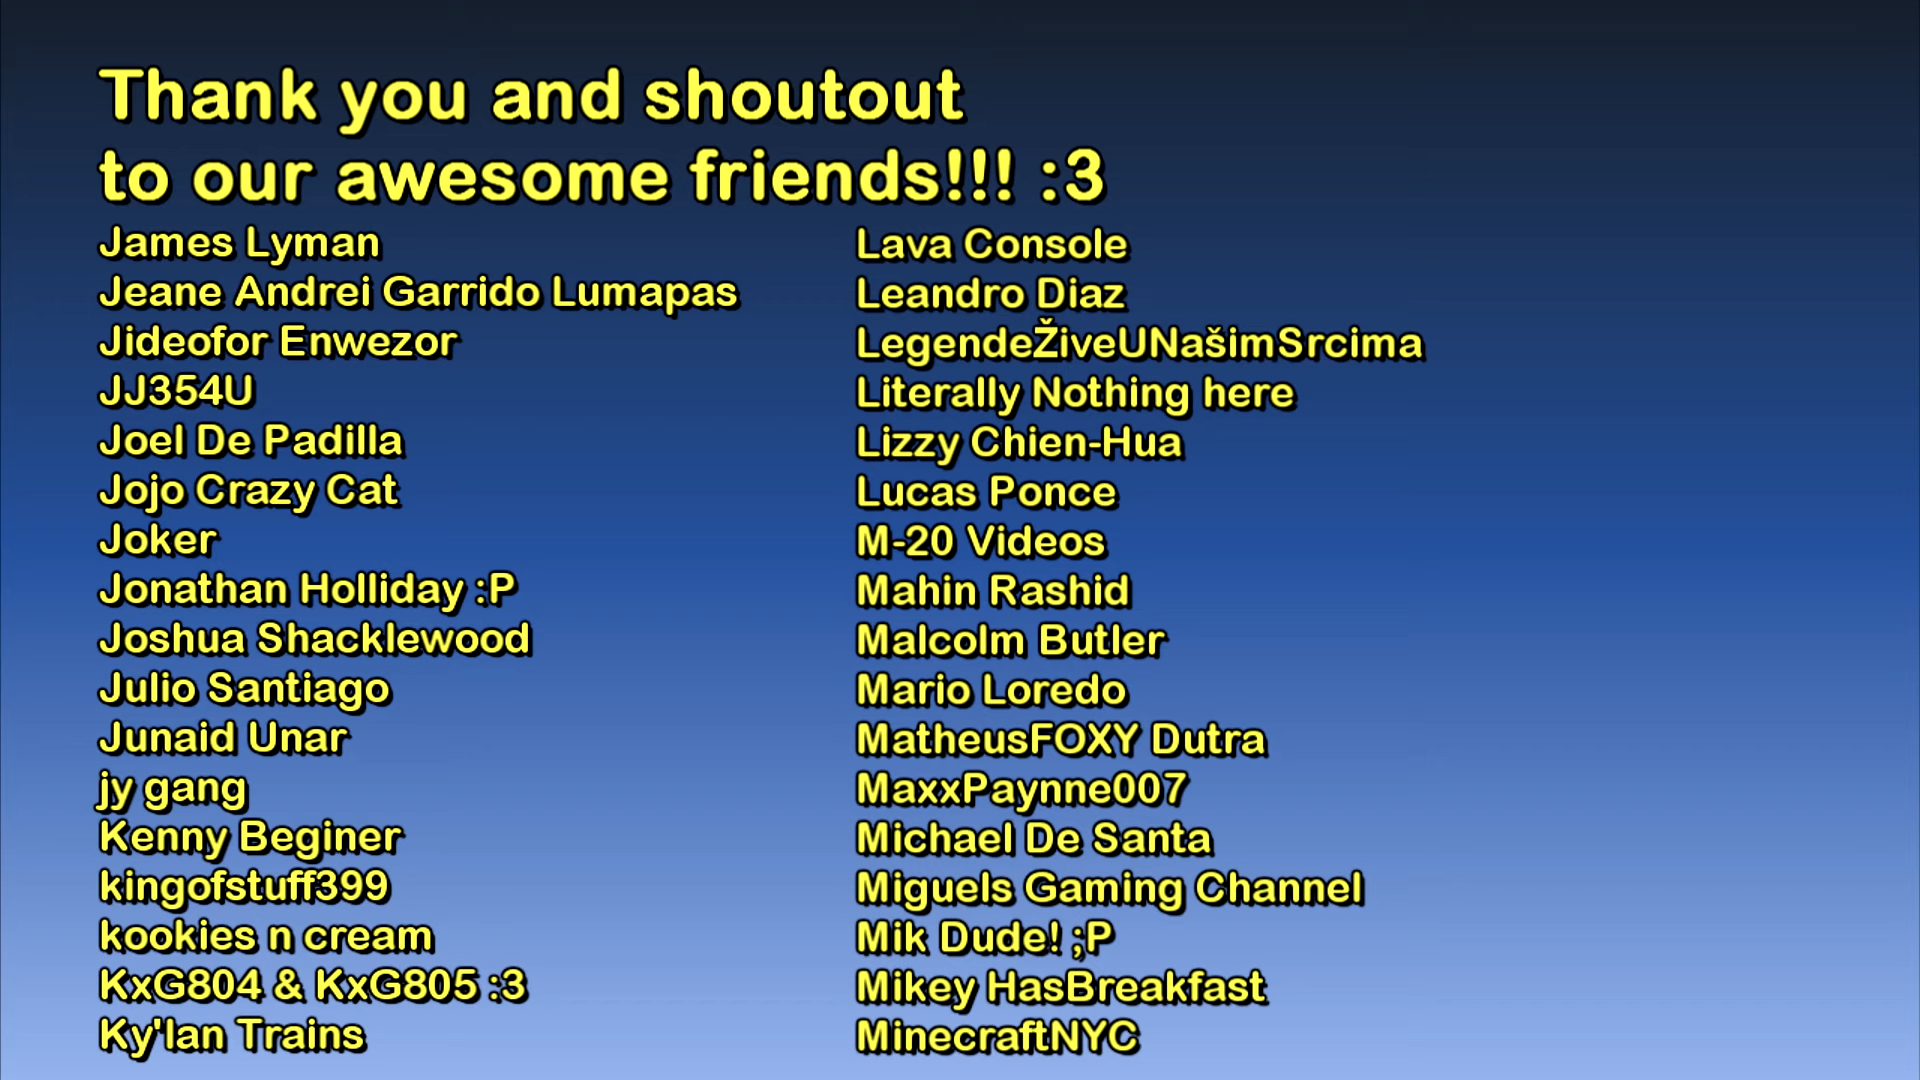 Thank you and shoutout
to our awesome friends!!! :3
James Lyman
Jeane Andrei Garrido Lumapas
Jideofor Enwezor
JJ354U
Joel De Padilla
Jojo Crazy Cat
Joker
Jonathan Holliday :P
Joshua Shacklewood
Julio Santiago
Junaid Unar
jy gang
Kenny Beginer
kingofstuff399
kookies n cream
KxG804 & KxG805 :3
Ky'lan Trains
Lava Console
Leandro Diaz
LegendeŽiveUNašimSrcima
Literally Nothing here
Lizzy Chien-Hua
Lucas Ponce
M-20 Videos
Mahin Rashid
Malcolm Butler
Mario Loredo
MatheusFOXY Dutra
MaxxPaynne007
Michael De Santa
Miguels Gaming Channel
Mik Dude! ;P
Mikey HasBreakfast
MinecraftNYC